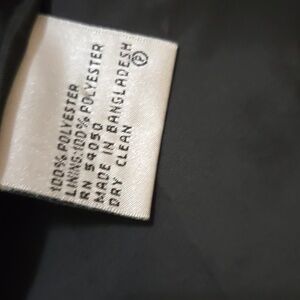 100% POLYESTER
LINING:100% POLYESTER
RN 54050
MADE IN BANGLADESH
DRY CLEAN Ⓟ